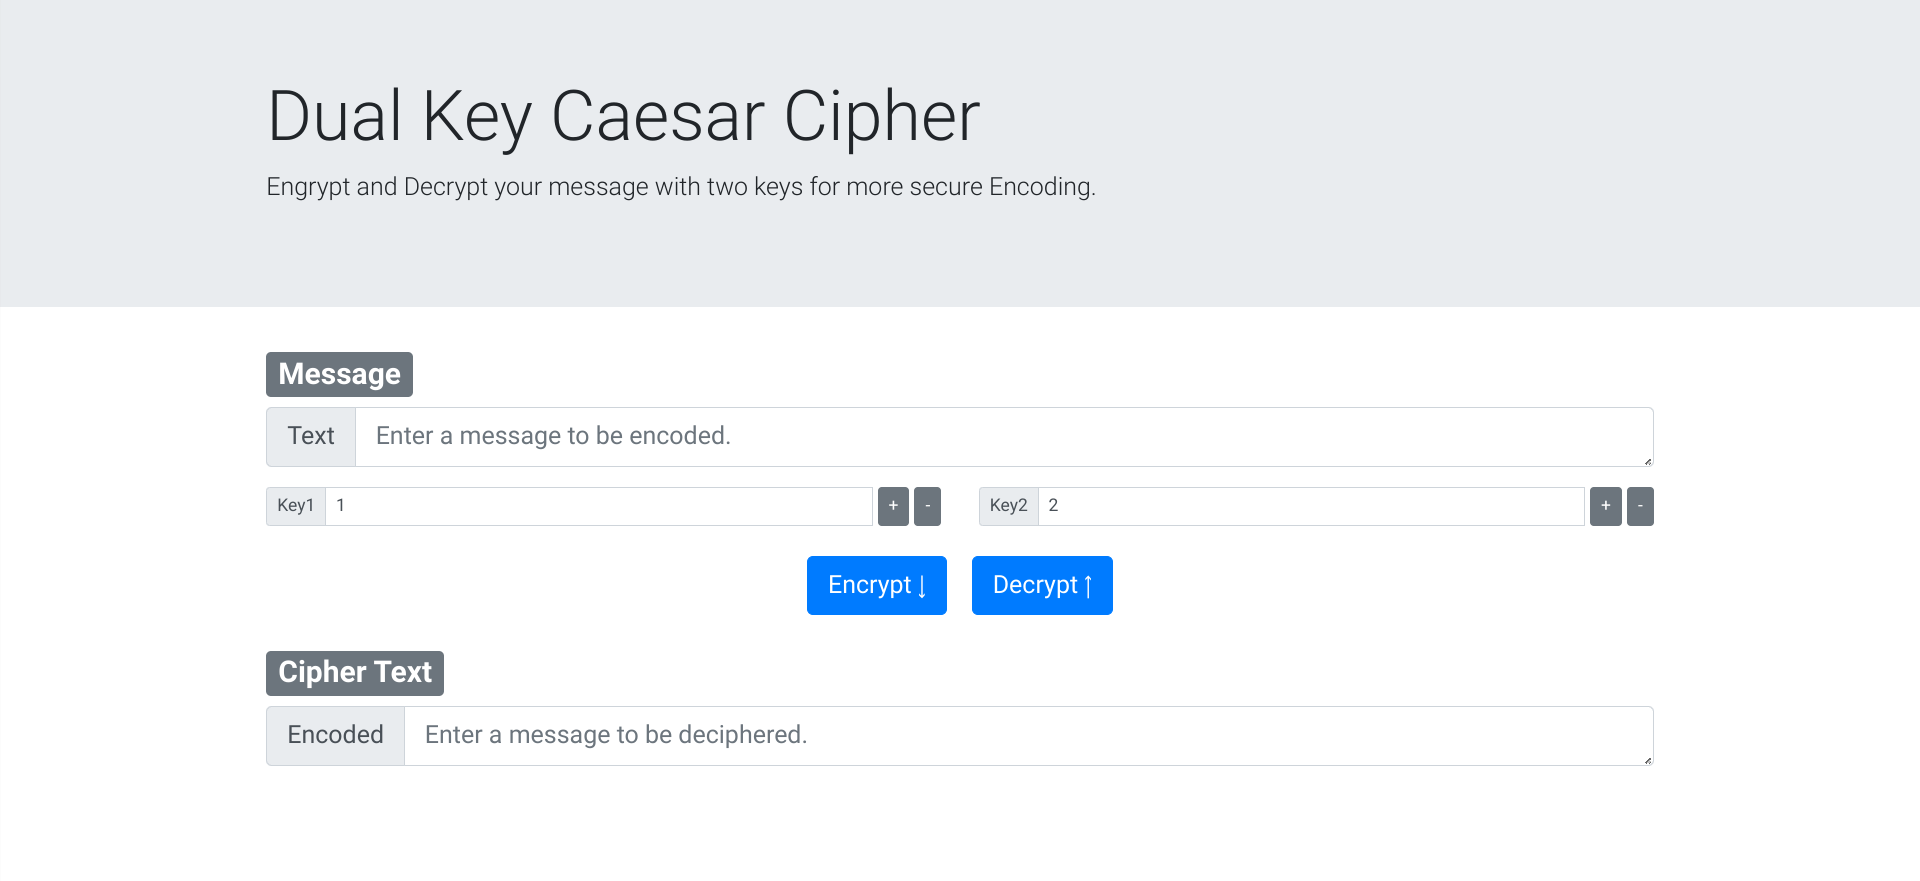 Dual Key Caesar Cipher
Engrypt and Decrypt your message with two keys for more secure Encoding.
Message
Text Enter a message to be encoded.
Key1 1 + - Key2 2 + -
Encrypt ↓ Decrypt ↑
Cipher Text
Encoded Enter a message to be deciphered.